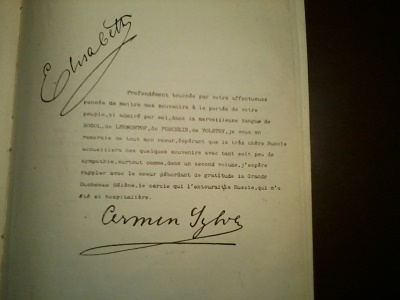 Elisabeth
Profondément touchée par votre affectueuse
pensée de mettre mes souvenirs à la portée de votre
peuple, si admiré par moi, dans la merveilleuse langue de
GOGOL, de LERMONTOW, de POUSCHKIN, de TOLSTOY, je vous en
remercie de tout mon coeur, espérant que la très chère Russie
accueillera ces quelques souvenirs avec tant soit peu de
sympathie, surtout comme, dans un second volume, j'espère
rappeler avec le coeur débordant de gratitude la Grande
Duchesse Hélène, le cercle qui l'entourait la Russie, qui m'a
été si hospitalière.
Carmen Sylva